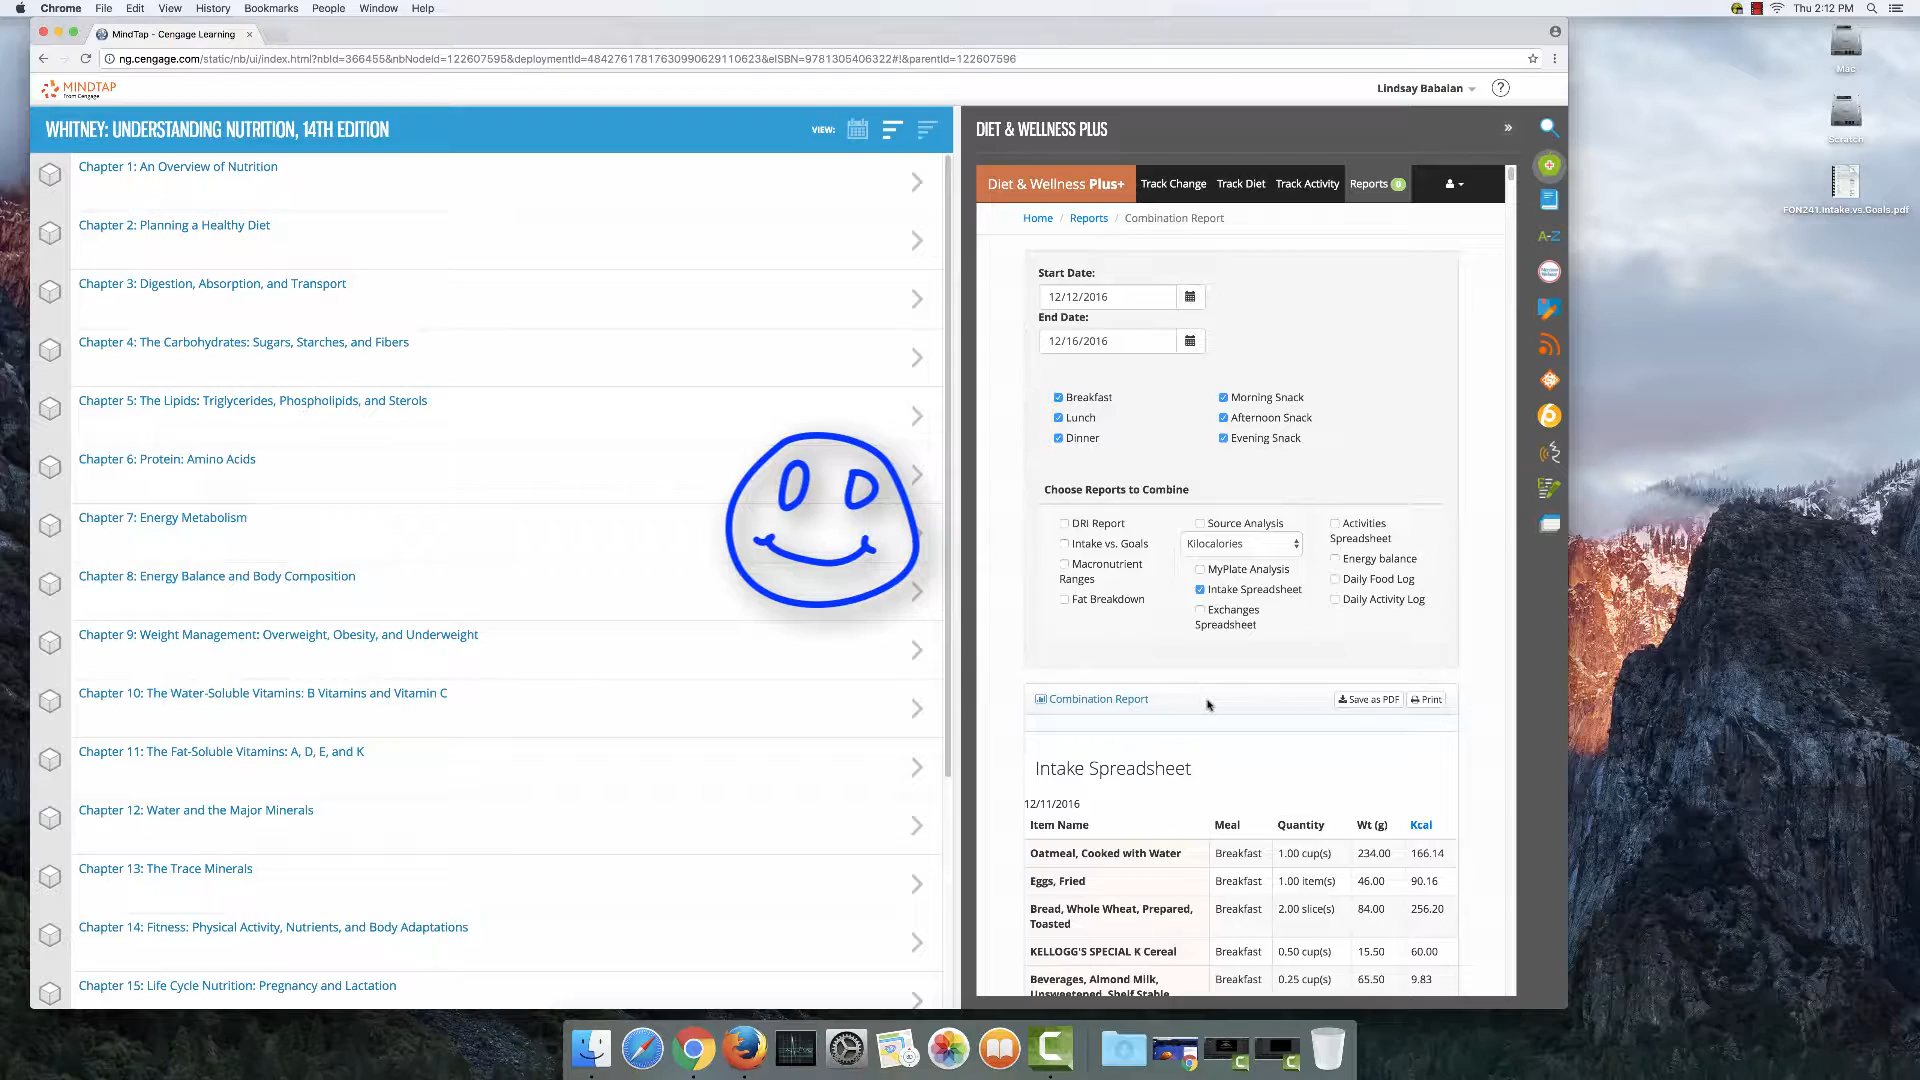 Chrome File Edit View History Bookmarks People Window Help
Thu 2:12 PM
MindTap - Cengage Learning
ng.cengage.com/static/nb/ui/index.html?nbId=366455&nbNodeId=122607595&deploymentId=48427617817630990629110623&eISBN=9781305406322#!&parentId=122607596
MINDTAP
From Cengage
Lindsay Babaian
?
WHITNEY: UNDERSTANDING NUTRITION, 14TH EDITION
VIEW:
Chapter 1: An Overview of Nutrition
Chapter 2: Planning a Healthy Diet
Chapter 3: Digestion, Absorption, and Transport
Chapter 4: The Carbohydrates: Sugars, Starches, and Fibers
Chapter 5: The Lipids: Triglycerides, Phospholipids, and Sterols
Chapter 6: Protein: Amino Acids
Chapter 7: Energy Metabolism
Chapter 8: Energy Balance and Body Composition
Chapter 9: Weight Management: Overweight, Obesity, and Underweight
Chapter 10: The Water-Soluble Vitamins: B Vitamins and Vitamin C
Chapter 11: The Fat-Soluble Vitamins: A, D, E, and K
Chapter 12: Water and the Major Minerals
Chapter 13: The Trace Minerals
Chapter 14: Fitness: Physical Activity, Nutrients, and Body Adaptations
Chapter 15: Life Cycle Nutrition: Pregnancy and Lactation
DIET & WELLNESS PLUS
Diet & Wellness Plus+ Track Change Track Diet Track Activity Reports 0
Home / Reports / Combination Report
Start Date:
12/12/2016
End Date:
12/16/2016
Breakfast Morning Snack
Lunch Afternoon Snack
Dinner Evening Snack
Choose Reports to Combine
DRI Report
Intake vs. Goals
Macronutrient
Ranges
Fat Breakdown
Source Analysis
Kilocalories
MyPlate Analysis
Intake Spreadsheet
Exchanges
Spreadsheet
Activities
Spreadsheet
Energy balance
Daily Food Log
Daily Activity Log
Combination Report Save as PDF Print
Intake Spreadsheet
12/11/2016
Item Name Meal Quantity Wt (g) Kcal
Oatmeal, Cooked with Water Breakfast 1.00 cup(s) 234.00 166.14
Eggs, Fried Breakfast 1.00 item(s) 46.00 90.16
Bread, Whole Wheat, Prepared, Breakfast 2.00 slice(s) 84.00 256.20
Toasted
KELLOGG'S SPECIAL K Cereal Breakfast 0.50 cup(s) 15.50 60.00
Beverages, Almond Milk, Breakfast 0.25 cup(s) 65.50 9.83
Unsweetened, Shelf Stable
A-Z
Mac
Scratch
FON241.Intake.vs.Goals.pdf